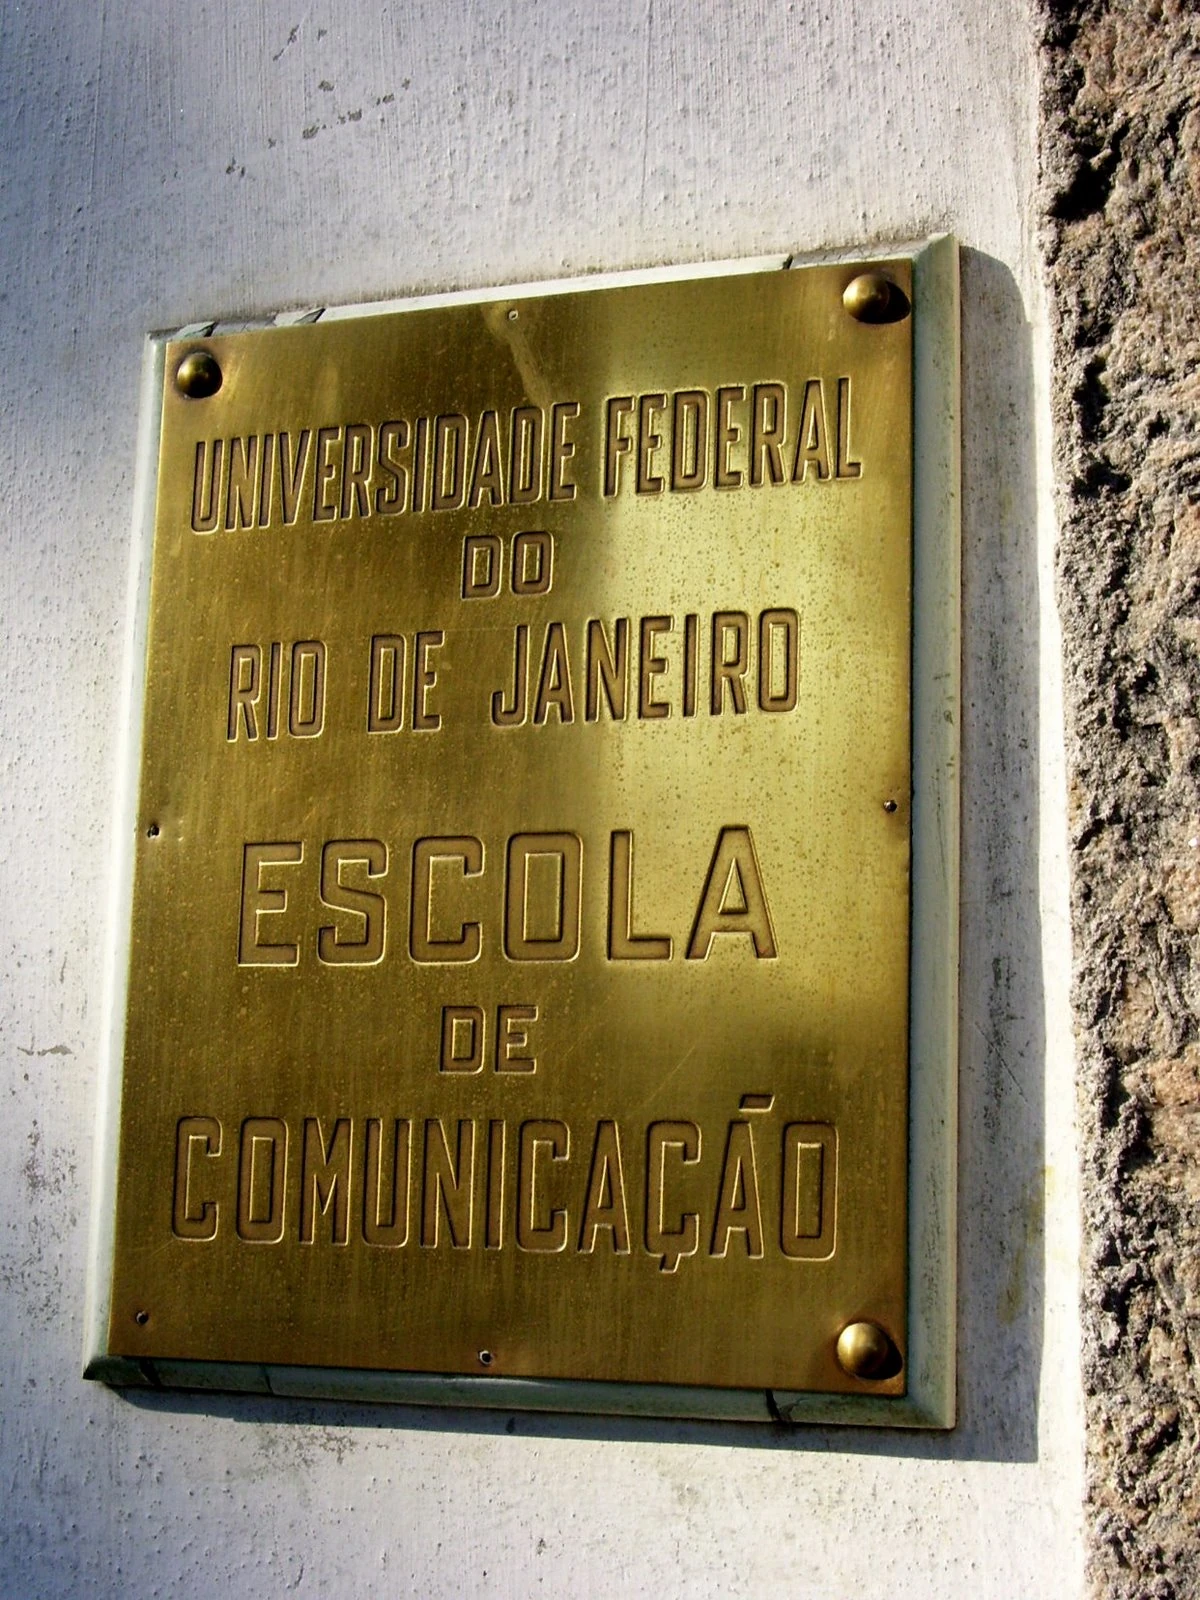 UNIVERSIDADE FEDERAL
DO
RIO DE JANEIRO
ESCOLA
DE
COMUNICAÇÃO